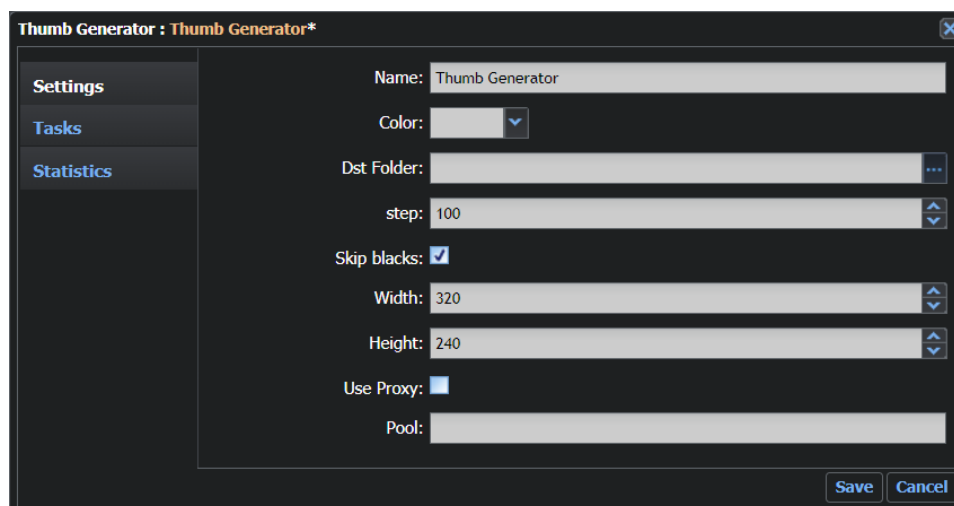 Thumb Generator : Thumb Generator*
Settings
Tasks
Statistics
Name: Thumb Generator
Color:
Dst Folder: ...
step: 100
Skip blacks:
Width: 320
Height: 240
Use Proxy:
Pool:
Save Cancel